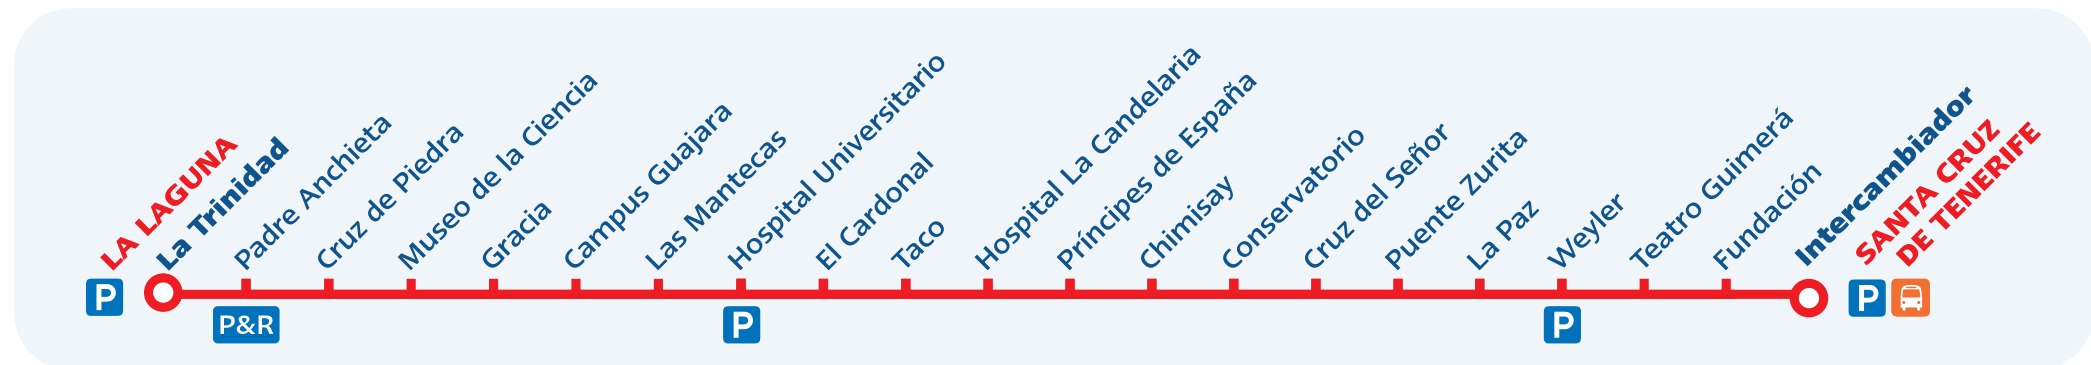 LA LAGUNA
La Trinidad
Padre Anchieta
Cruz de Piedra
Museo de la Ciencia
Gracia
Campus Guajara
Las Mantecas
Hospital Universitario
El Cardonal
Taco
Hospital La Candelaria
Príncipes de España
Chimisay
Conservatorio
Cruz del Señor
Puente Zurita
La Paz
Weyler
Teatro Guimerá
Fundación
Intercambiador
SANTA CRUZ
DE TENERIFE
P
P&R
P
P
P